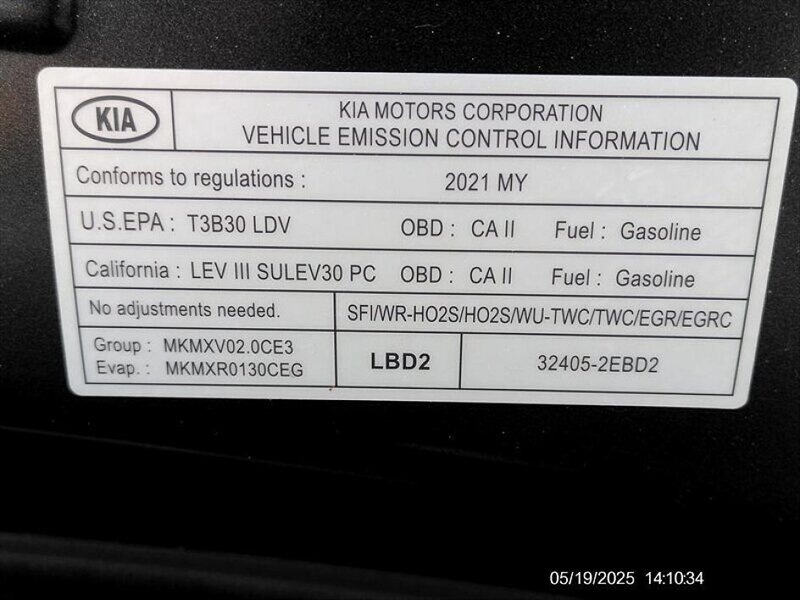 KIA
KIA MOTORS CORPORATION
VEHICLE EMISSION CONTROL INFORMATION
Conforms to regulations : 2021 MY
U.S.EPA : T3B30 LDV OBD : CA II Fuel : Gasoline
California : LEV III SULEV30 PC OBD : CA II Fuel : Gasoline
No adjustments needed. SFI/WR-HO2S/HO2S/WU-TWC/TWC/EGR/EGRC
Group : MKMXV02.0CE3
Evap. : MKMXR0130CEG
LBD2
32405-2EBD2
05/19/2025 14:10:34